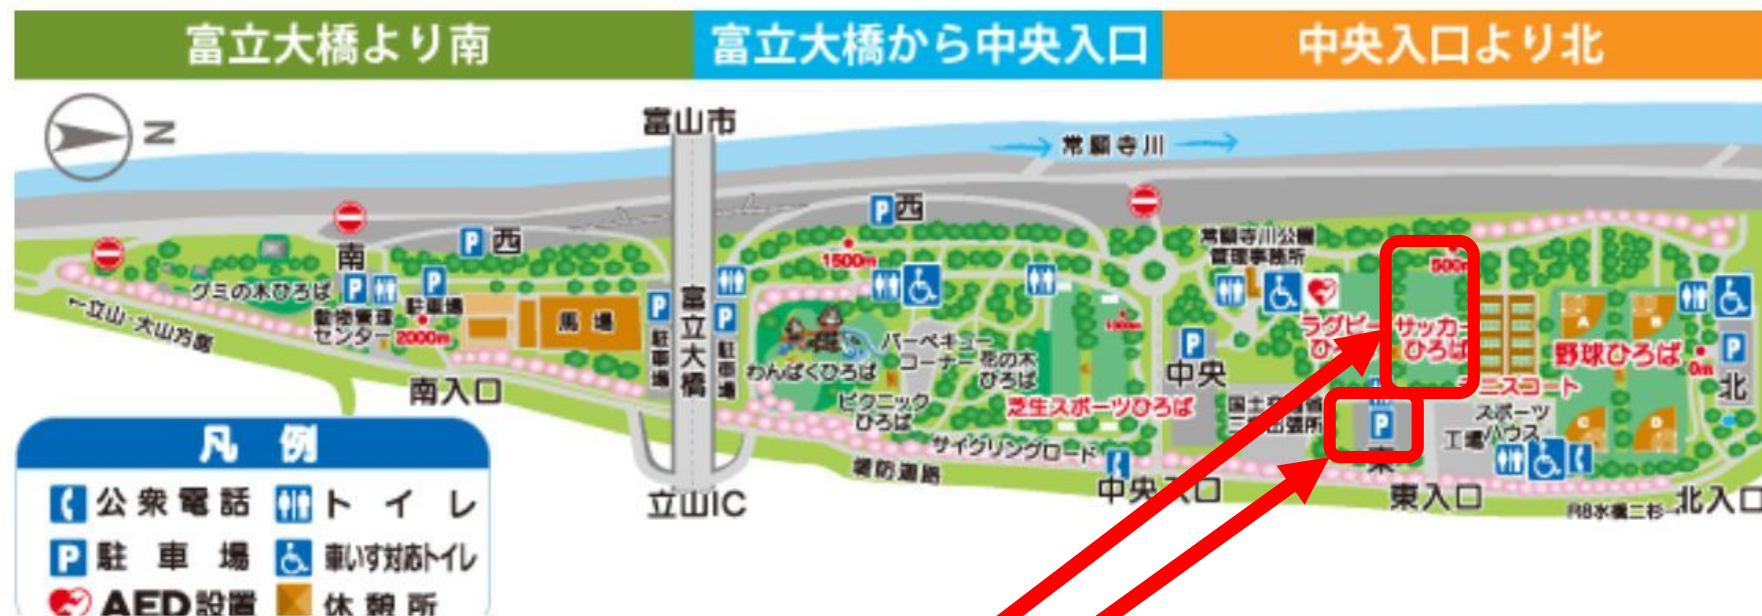 富立大橋より南
富立大橋から中央入口
中央入口より北
N
富山市
常願寺川
西
西
南
1500m
500m
常願寺川公園
管理事務所
グミの木ひろば
駐車場
センター
2000m
←立山・大山方面
馬場
駐車場
富立大橋
駐車場
わんぱくひろば
バーベキュー
コーナー
花の木
ひろば
1000m
ピクニック
ひろば
芝生スポーツひろば
中央
ラグビー
サッカー
ひろば
野球ひろば
0m
A
B
C
D
北
テニスコート
スポーツ
ハウス
工場
東
南入口
サイクリングロード
堤防道路
立山IC
中央入口
東入口
北入口
凡例
公衆電話
トイレ
P
駐車場
車いす対応トイレ
AED設置
休憩所